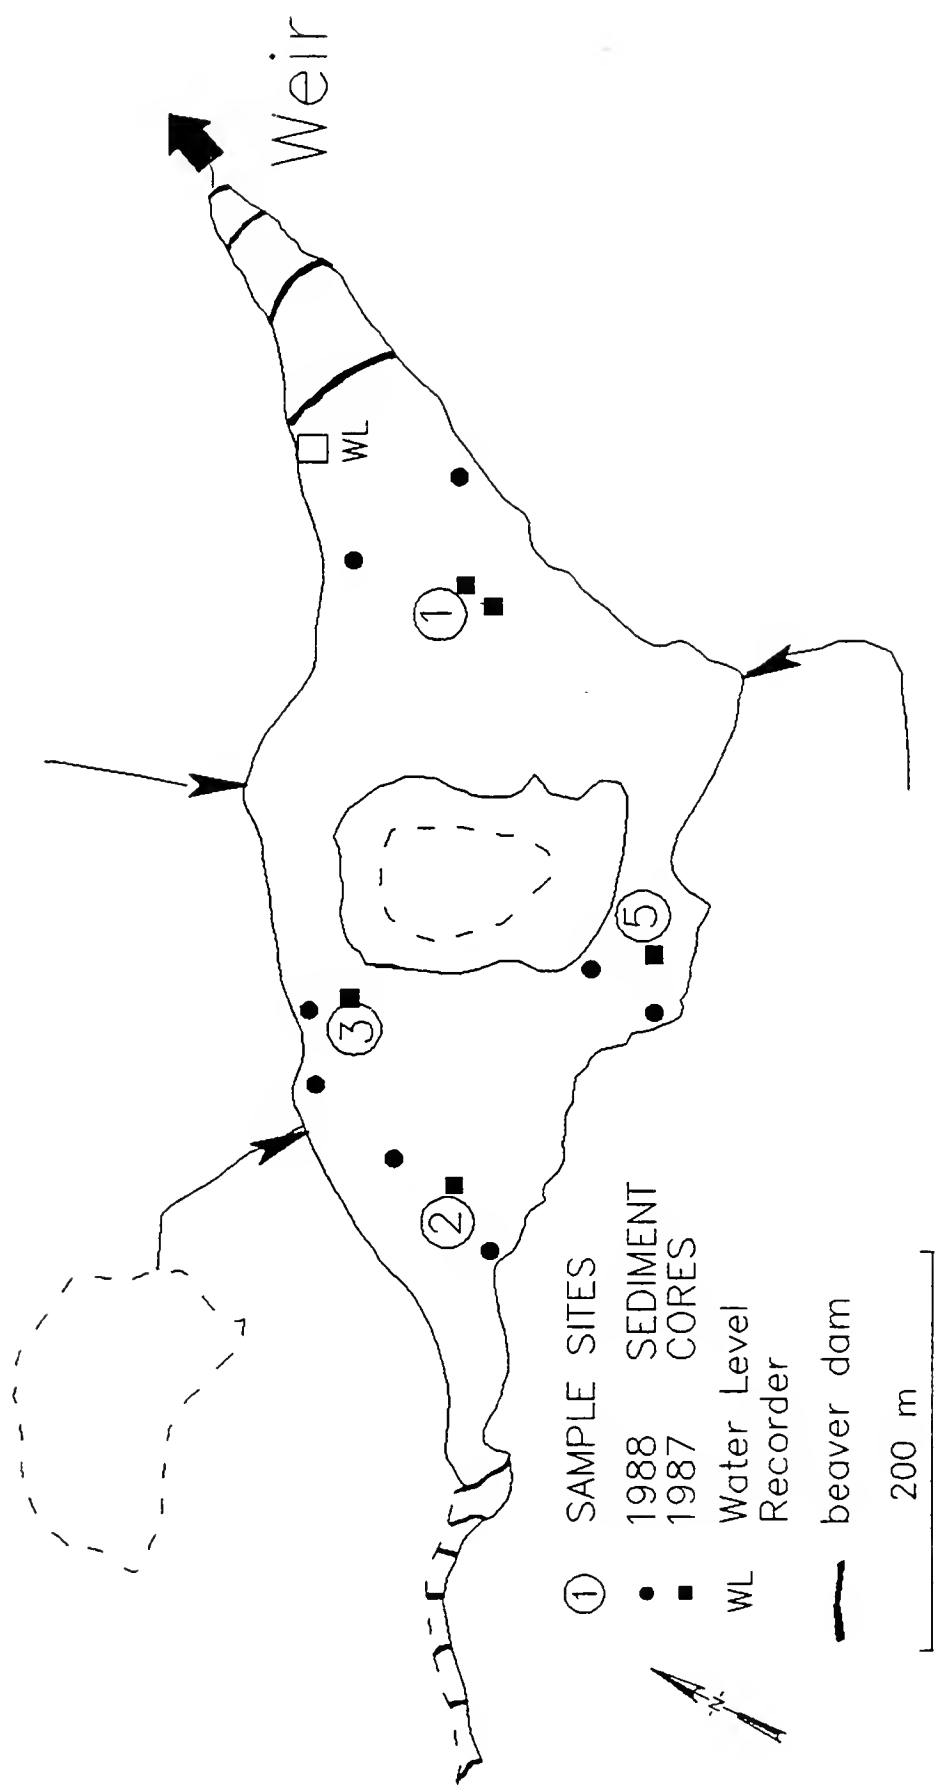 Weir
WL
1
3
5
2
1 SAMPLE SITES
1988 SEDIMENT
1987 CORES
WL Water Level
Recorder
beaver dam
200 m
N